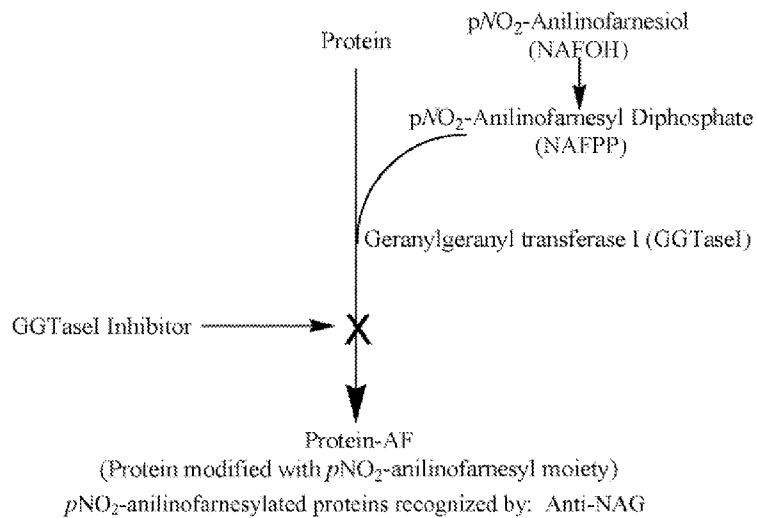 pNO₂-Anilinofarnesiol
(NAFOH)
Protein
pNO₂-Anilinofarnesyl Diphosphate
(NAFPP)
Geranylgeranyl transferase I (GGTaseI)
GGTaseI Inhibitor
X
Protein-AF
(Protein modified with pNO₂-anilinofarnesyl moiety)
pNO₂-anilinofarnesylated proteins recognized by: Anti-NAG